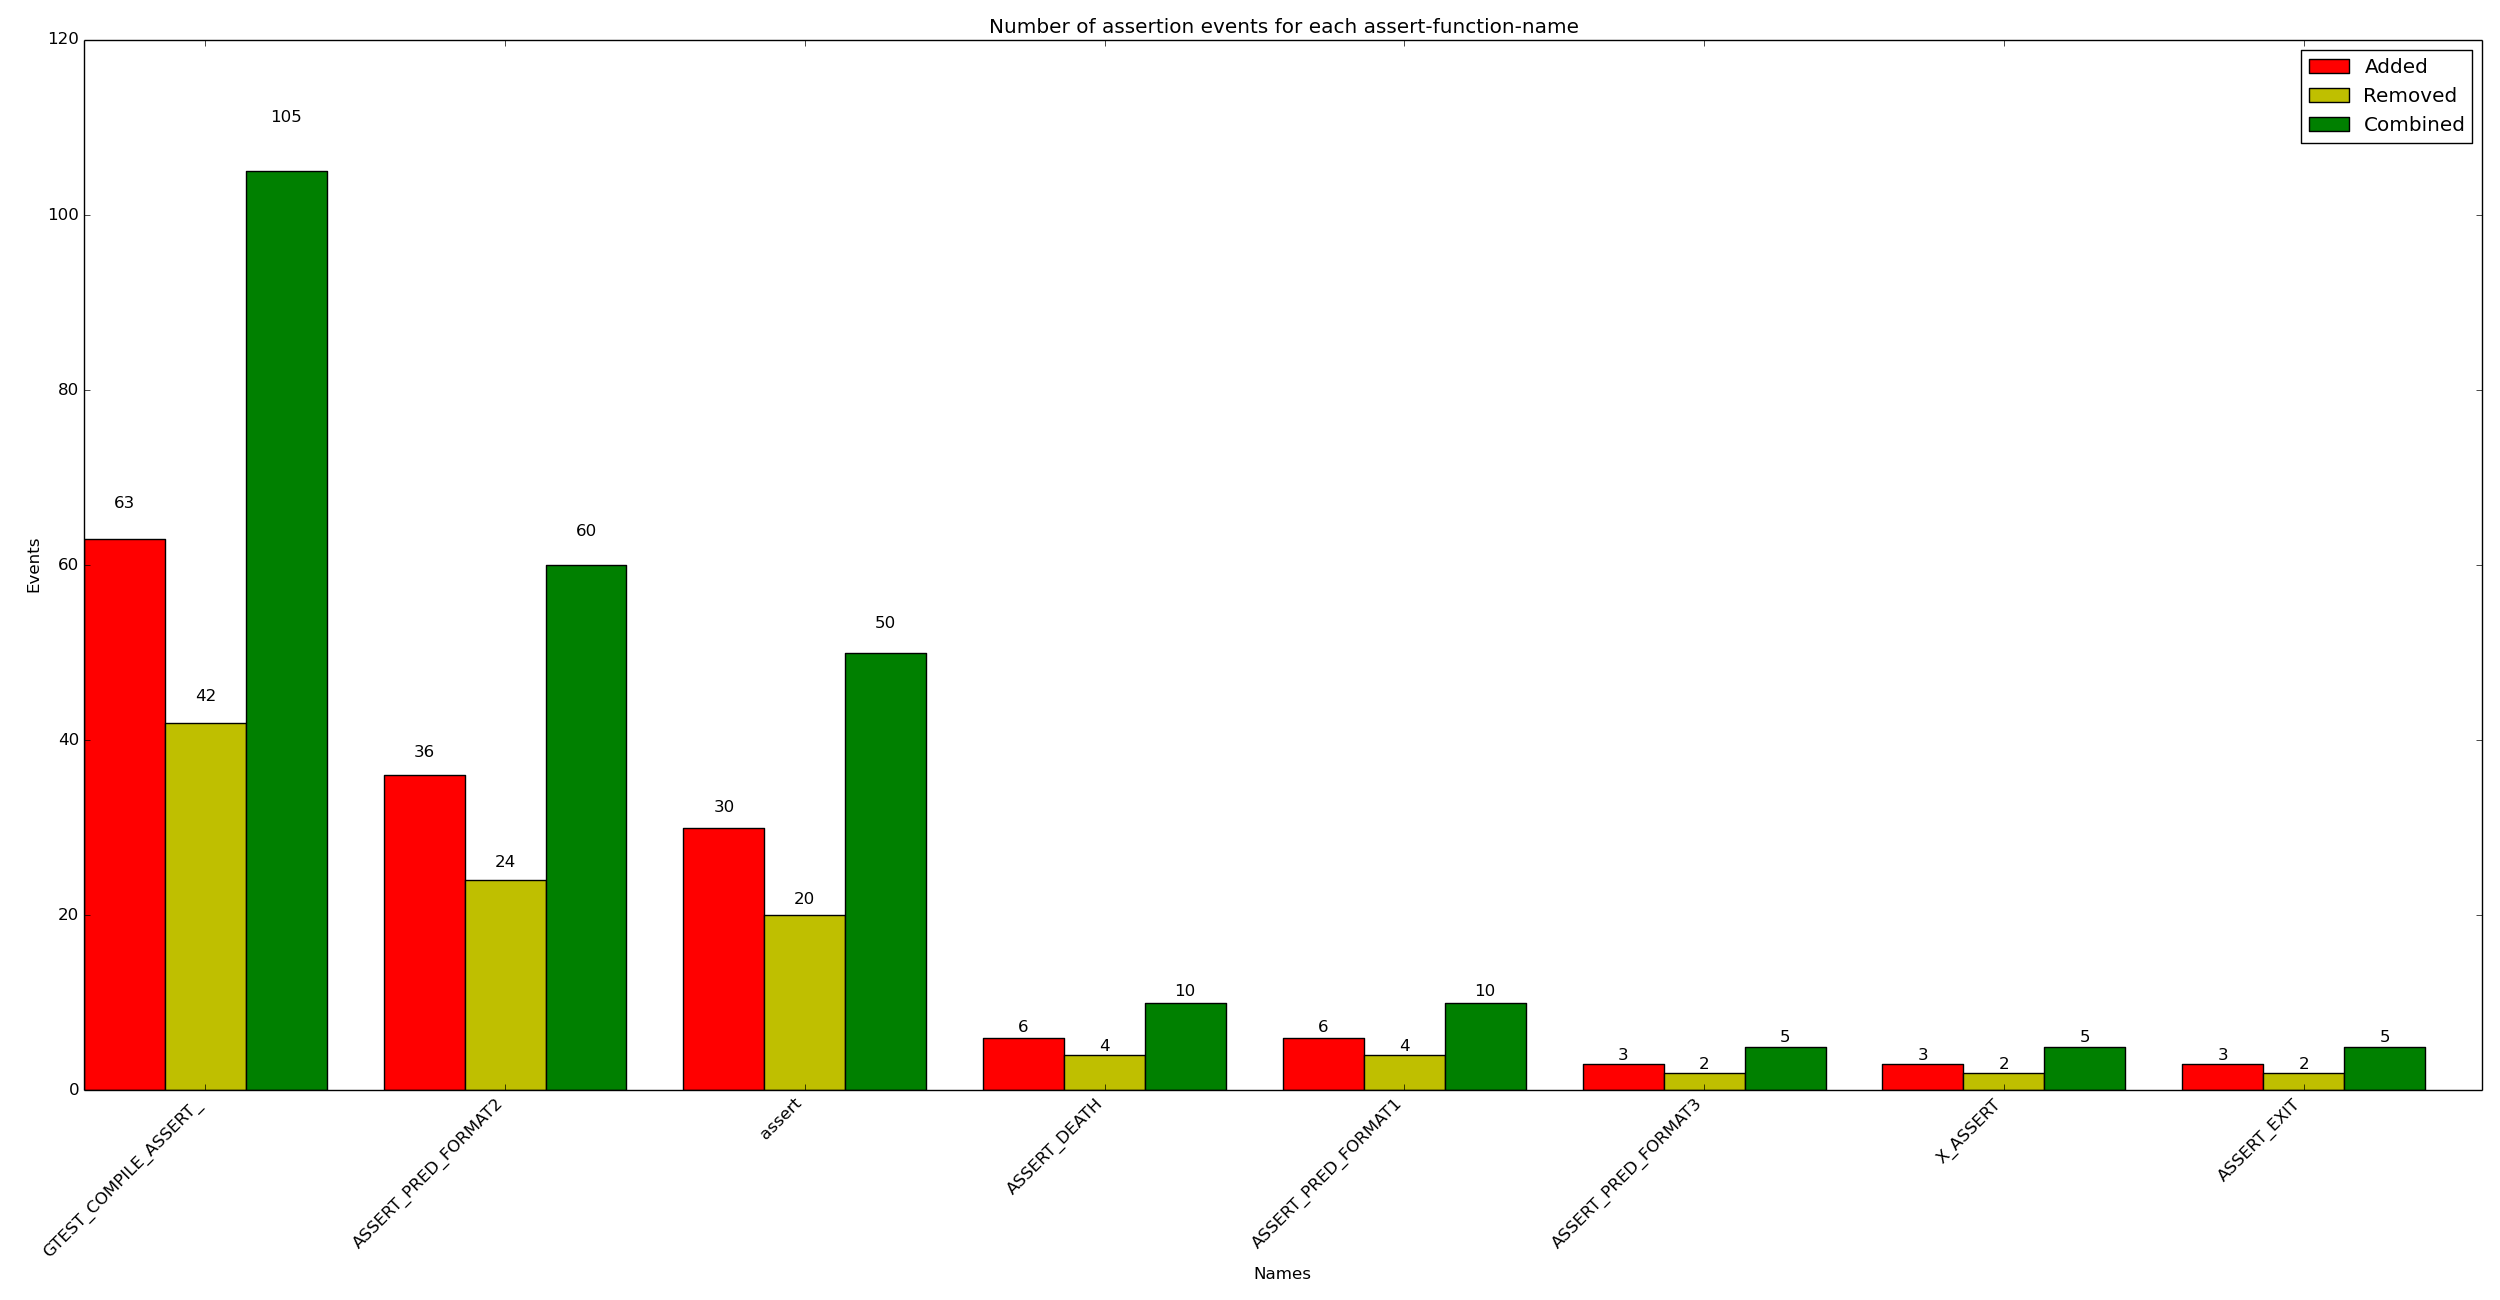 Number of assertion events for each assert-function-name
Added
Removed
Combined
Events
120
100
80
60
40
20
0
63
42
105
36
24
60
30
20
50
6
4
10
6
4
10
3
2
5
3
2
5
3
2
5
GTEST_COMPILE_ASSERT_
ASSERT_PRED_FORMAT2
assert
ASSERT_DEATH
ASSERT_PRED_FORMAT1
ASSERT_PRED_FORMAT3
X_ASSERT
ASSERT_EXIT
Names